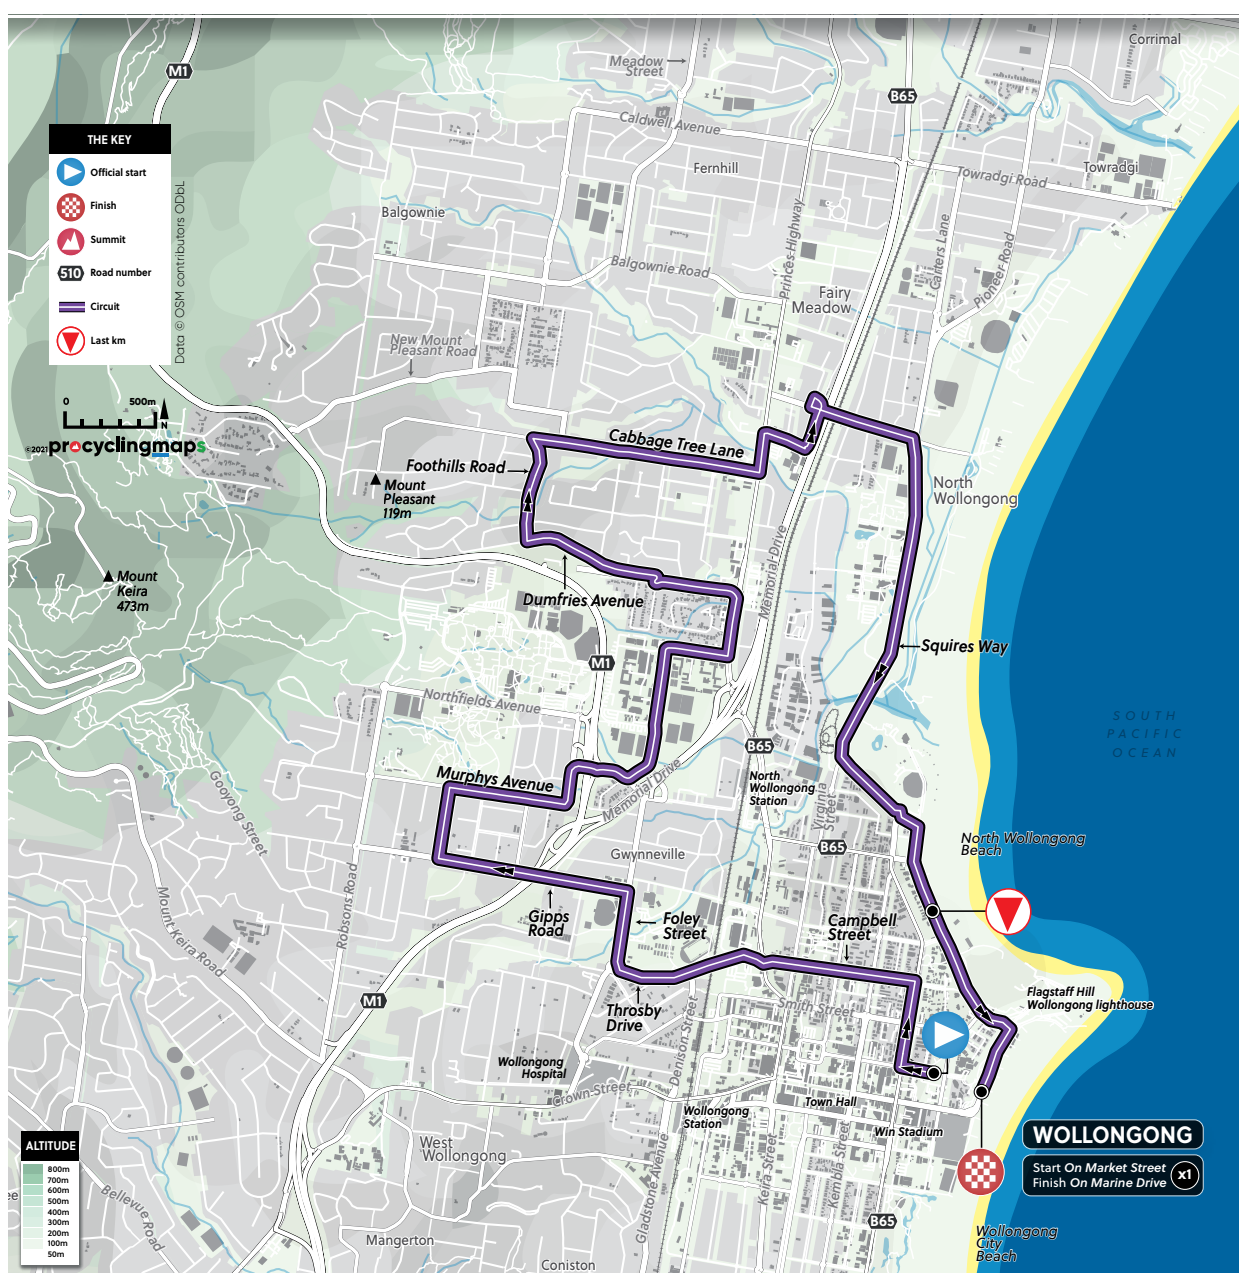 Corrimal
M1
Meadow
Street
B65
Caldwell Avenue
THE KEY
Official start
Finish
Summit
510 Road number
Circuit
Last km
Data © OSM contributors ODbL
Fernhill
Towradgi
Towradgi Road
Balgownie
Princes Highway
Carters Lane
Pioneer Road
Balgownie Road
Fairy
Meadow
New Mount
Pleasant Road
0 500m
N
©2021 procyclingmaps
Cabbage Tree Lane
Foothills Road
Mount
Pleasant
119m
North
Wollongong
Mount
Keira
473m
Memorial Drive
Dumfries Avenue
Squires Way
M1
Northfields Avenue
SOUTH
PACIFIC
OCEAN
B65
Murphys Avenue
North
Wollongong
Station
Memorial Drive
Virginia
Street
Gooyong Street
B65
North Wollongong
Beach
Gwynneville
Robsons Road
Mount Keira Road
Gipps
Road
Foley
Street
Campbell
Street
M1
Throsby
Drive
Smith Street
Flagstaff Hill
Wollongong lighthouse
Denison Street
Wollongong
Hospital
Crown Street
Town Hall
Wollongong
Station
Win Stadium
WOLLONGONG
Start On Market Street
Finish On Marine Drive
x1
West
Wollongong
Gladstone Avenue
Keira Street
Kembla Street
ALTITUDE
800m
700m
600m
500m
400m
300m
200m
100m
50m
Bellevue Road
B65
Wollongong
City
Beach
Mangerton
Coniston